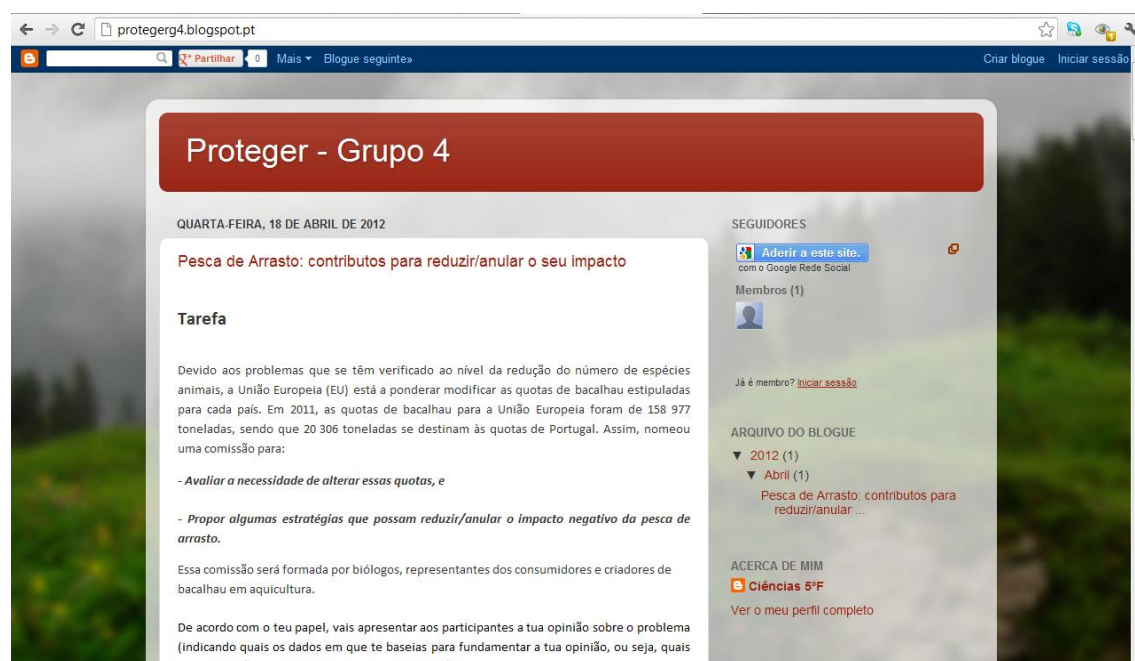 protegerg4.blogspot.pt
Partilhar 0 Mais Blogue seguinte»
Criar blogue Iniciar sessão
Proteger - Grupo 4
QUARTA-FEIRA, 18 DE ABRIL DE 2012
Pesca de Arrasto: contributos para reduzir/anular o seu impacto
Tarefa
Devido aos problemas que se têm verificado ao nível da redução do número de espécies
animais, a União Europeia (EU) está a ponderar modificar as quotas de bacalhau estipuladas
para cada país. Em 2011, as quotas de bacalhau para a União Europeia foram de 158 977
toneladas, sendo que 20 306 toneladas se destinam às quotas de Portugal. Assim, nomeou
uma comissão para:
- Avaliar a necessidade de alterar essas quotas, e
- Propor algumas estratégias que possam reduzir/anular o impacto negativo da pesca de
arrasto.
Essa comissão será formada por biólogos, representantes dos consumidores e criadores de
bacalhau em aquicultura.
De acordo com o teu papel, vais apresentar aos participantes a tua opinião sobre o problema
(indicando quais os dados em que te baseias para fundamentar a tua opinião, ou seja, quais
SEGUIDORES
Aderir a este site.
com o Google Rede Social
Membros (1)
Já é membro? Iniciar sessão
ARQUIVO DO BLOGUE
▼ 2012 (1)
▼ Abril (1)
Pesca de Arrasto: contributos para
reduzir/anular ...
ACERCA DE MIM
Ciências 5ºF
Ver o meu perfil completo